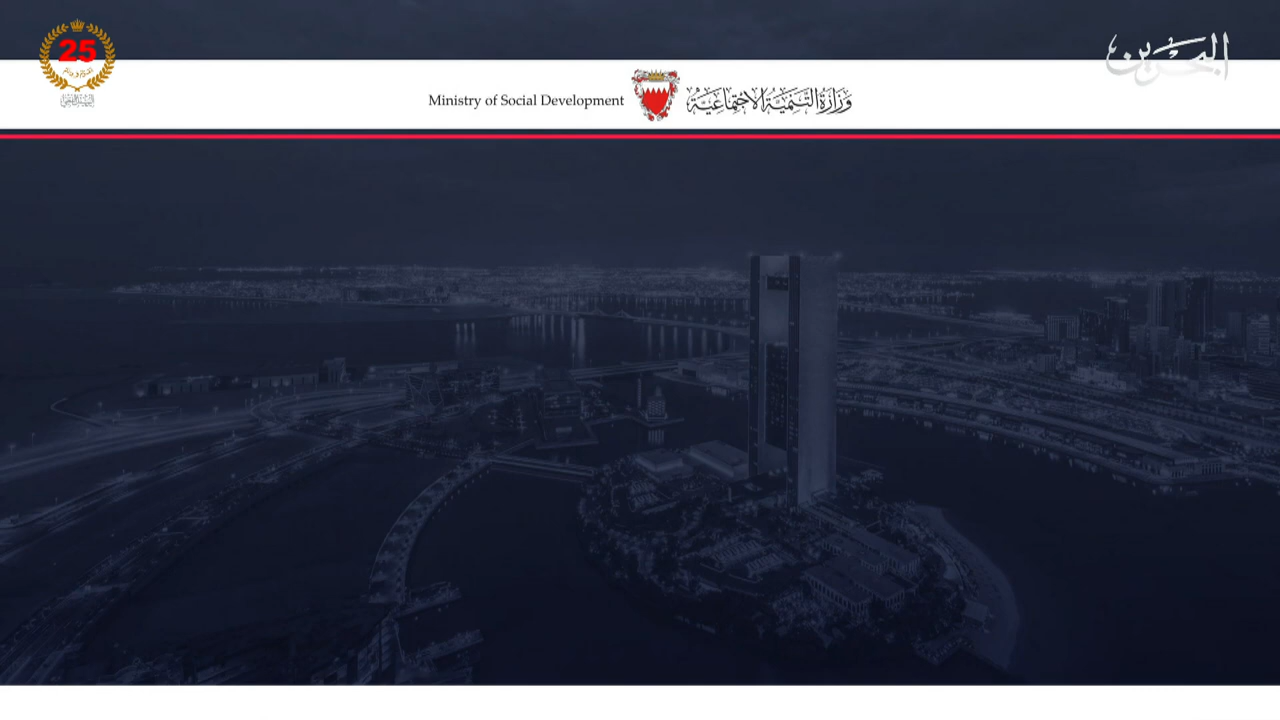 25
Ministry of Social Development
وزارة التنمية الاجتماعية
البحرين